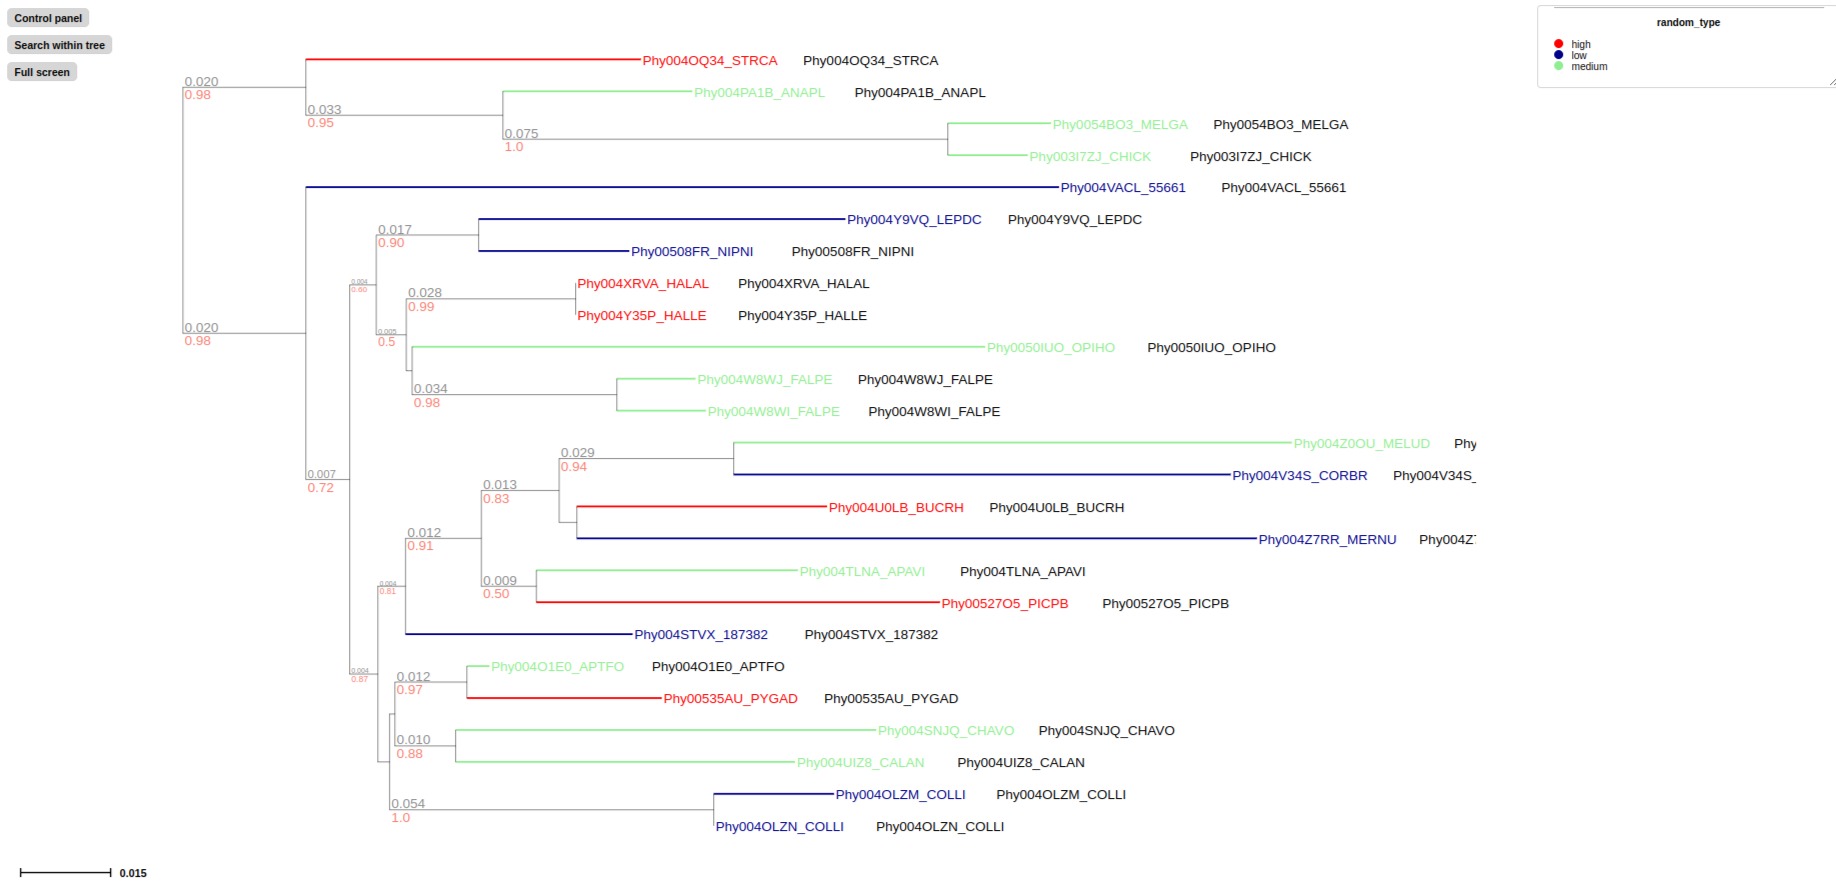 Control panel
Search within tree
Full screen
random_type
high
low
medium
Phy004OQ34_STRCA Phy004OQ34_STRCA
0.020
0.98
Phy004PA1B_ANAPL Phy004PA1B_ANAPL
0.033
0.95
Phy0054BO3_MELGA Phy0054BO3_MELGA
0.075
1.0
Phy003I7ZJ_CHICK Phy003I7ZJ_CHICK
Phy004VACL_55661 Phy004VACL_55661
Phy004Y9VQ_LEPDC Phy004Y9VQ_LEPDC
0.017
0.90
Phy00508FR_NIPNI Phy00508FR_NIPNI
0.004
0.60
Phy004XRVA_HALAL Phy004XRVA_HALAL
0.028
0.99
Phy004Y35P_HALLE Phy004Y35P_HALLE
0.020
0.98
0.005
0.5
Phy0050IUO_OPIHO Phy0050IUO_OPIHO
Phy004W8WJ_FALPE Phy004W8WJ_FALPE
0.034
0.98
Phy004W8WI_FALPE Phy004W8WI_FALPE
Phy004Z0OU_MELUD Phy
0.029
0.94
Phy004V34S_CORBR Phy004V34S_
0.007
0.72
0.013
0.83
Phy004U0LB_BUCRH Phy004U0LB_BUCRH
0.012
0.91
Phy004Z7RR_MERNU Phy004Z7
Phy004TLNA_APAVI Phy004TLNA_APAVI
0.004
0.81
0.009
0.50
Phy00527O5_PICPB Phy00527O5_PICPB
Phy004STVX_187382 Phy004STVX_187382
Phy004O1E0_APTFO Phy004O1E0_APTFO
0.004
0.87
0.012
0.97
Phy00535AU_PYGAD Phy00535AU_PYGAD
Phy004SNJQ_CHAVO Phy004SNJQ_CHAVO
0.010
0.88
Phy004UIZ8_CALAN Phy004UIZ8_CALAN
Phy004OLZM_COLLI Phy004OLZM_COLLI
0.054
1.0
Phy004OLZN_COLLI Phy004OLZN_COLLI
0.015